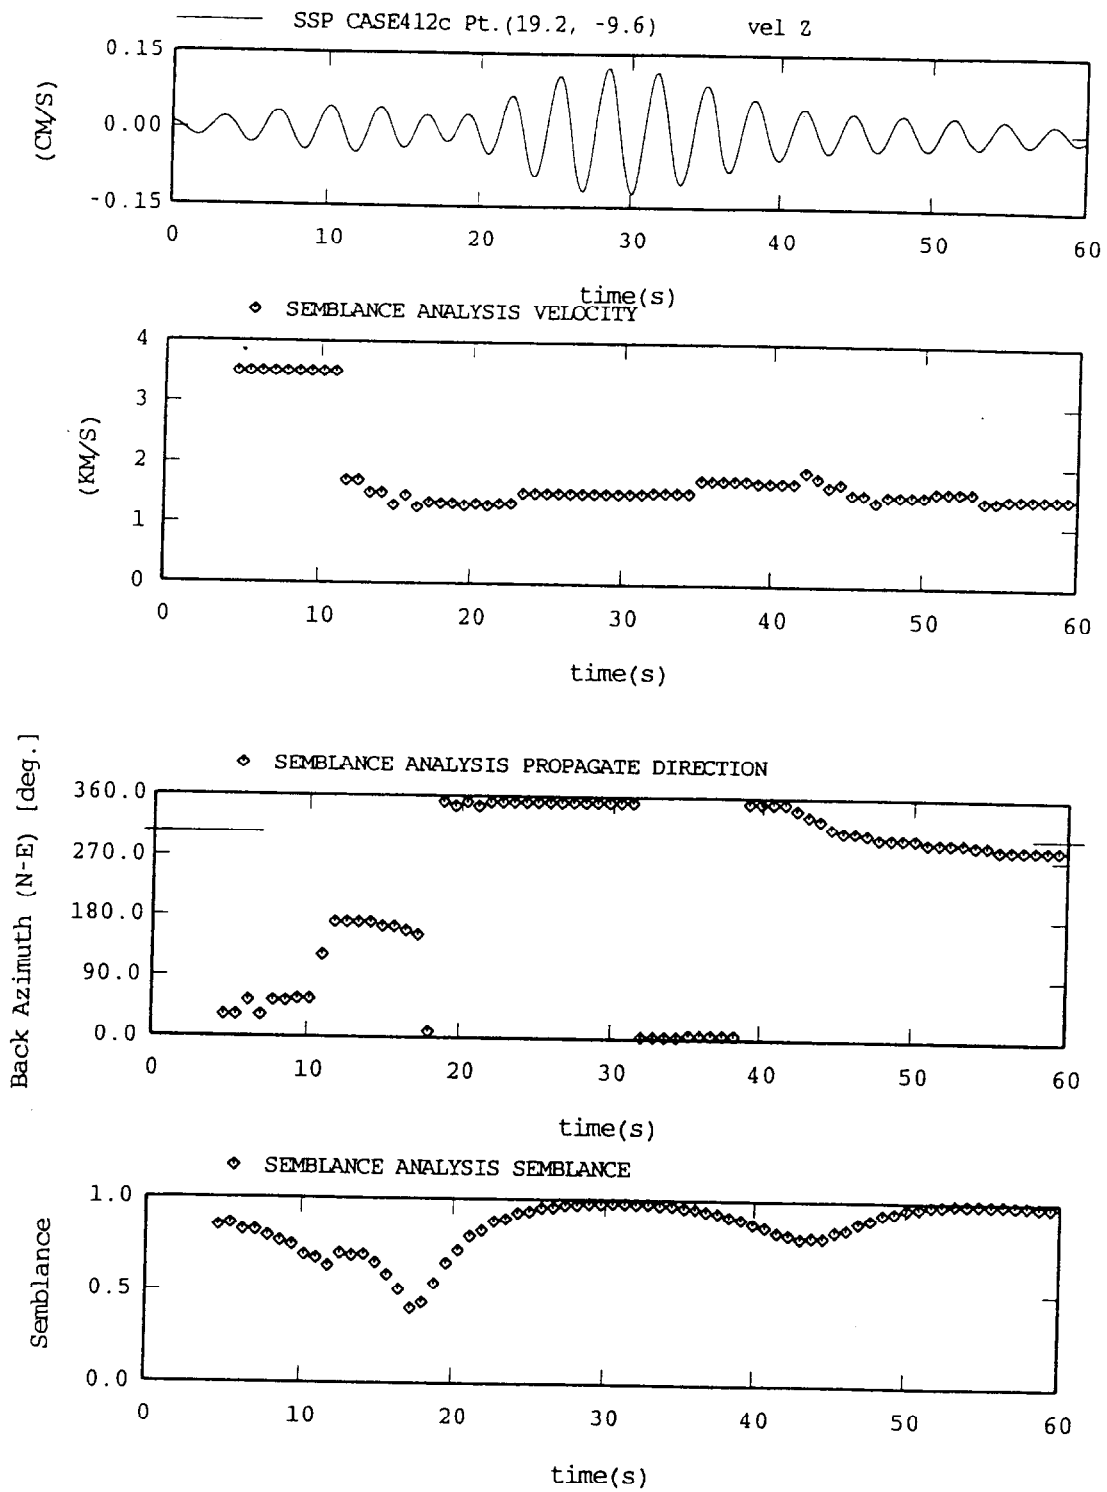 SSP CASE412c Pt.(19.2, -9.6) vel Z
0.15
0.00
-0.15
(CM/S)
0 10 20 30 40 50 60
time(s)
SEMBLANCE ANALYSIS VELOCITY
4
3
2
1
0
(KM/S)
0 10 20 30 40 50 60
time(s)
SEMBLANCE ANALYSIS PROPAGATE DIRECTION
360.0
270.0
180.0
90.0
0.0
Back Azimuth (N-E) [deg.]
0 10 20 30 40 50 60
time(s)
SEMBLANCE ANALYSIS SEMBLANCE
1.0
0.5
0.0
Semblance
0 10 20 30 40 50 60
time(s)